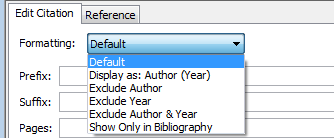 Edit Citation Reference
Formatting: Default
Default
Display as: Author (Year)
Prefix: Exclude Author
Exclude Year
Suffix: Exclude Author & Year
Show Only in Bibliography
Pages: